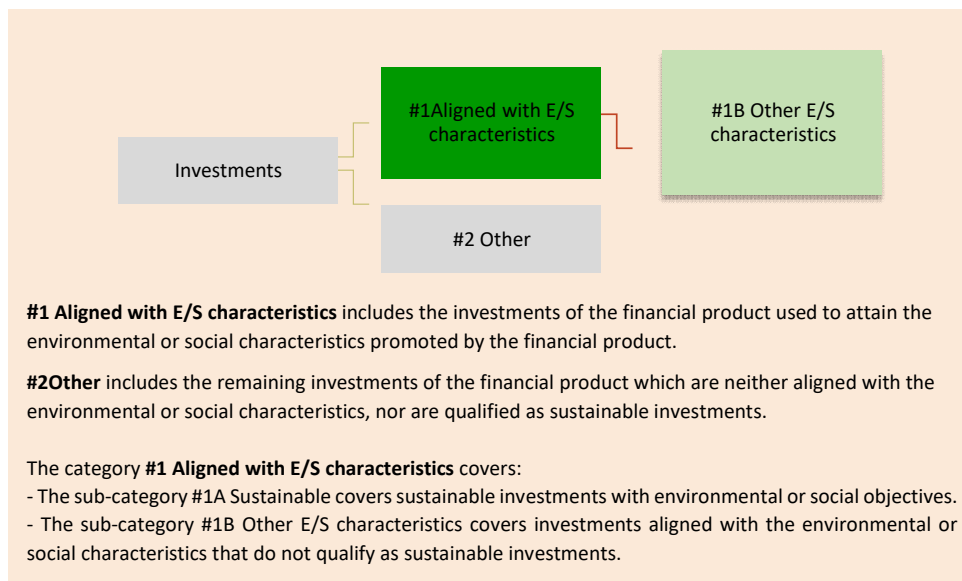 #1Aligned with E/S
characteristics
#1B Other E/S
characteristics
Investments
#2 Other
#1 Aligned with E/S characteristics includes the investments of the financial product used to attain the
environmental or social characteristics promoted by the financial product.
#2Other includes the remaining investments of the financial product which are neither aligned with the
environmental or social characteristics, nor are qualified as sustainable investments.
The category #1 Aligned with E/S characteristics covers:
- The sub-category #1A Sustainable covers sustainable investments with environmental or social objectives.
- The sub-category #1B Other E/S characteristics covers investments aligned with the environmental or
social characteristics that do not qualify as sustainable investments.